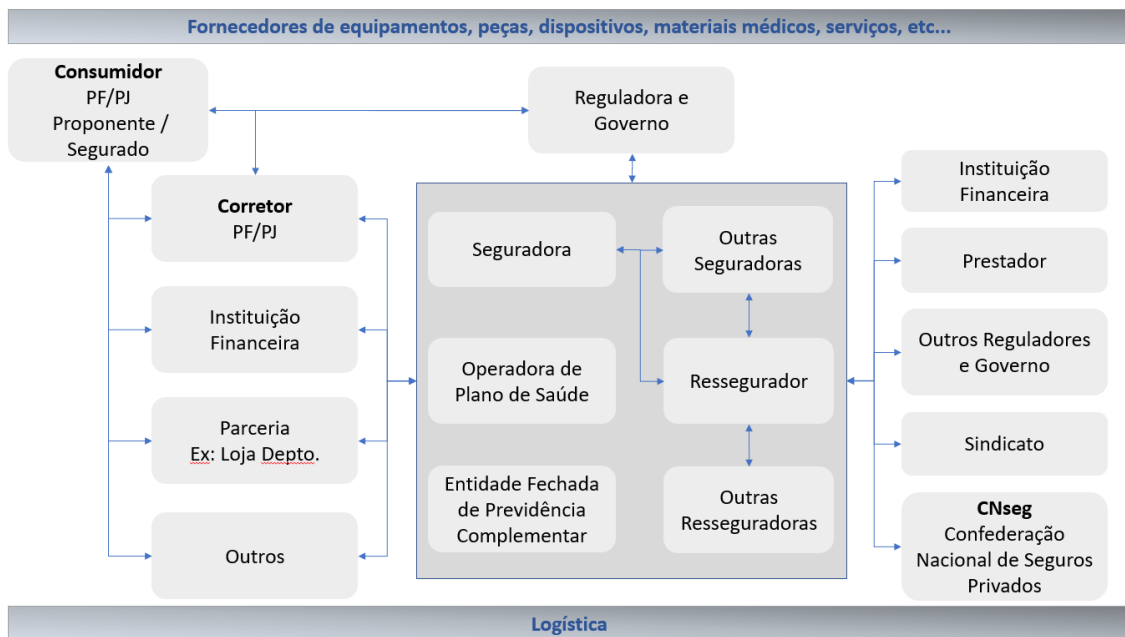 Fornecedores de equipamentos, peças, dispositivos, materiais médicos, serviços, etc...
Consumidor
PF/PJ
Proponente /
Segurado
Reguladora e
Governo
Corretor
PF/PJ
Instituição
Financeira
Parceria
Ex: Loja Depto.
Outros
Seguradora
Outras
Seguradoras
Operadora de
Plano de Saúde
Ressegurador
Entidade Fechada
de Previdência
Complementar
Outras
Resseguradoras
Instituição
Financeira
Prestador
Outros Reguladores
e Governo
Sindicato
CNseg
Confederação
Nacional de Seguros
Privados
Logística